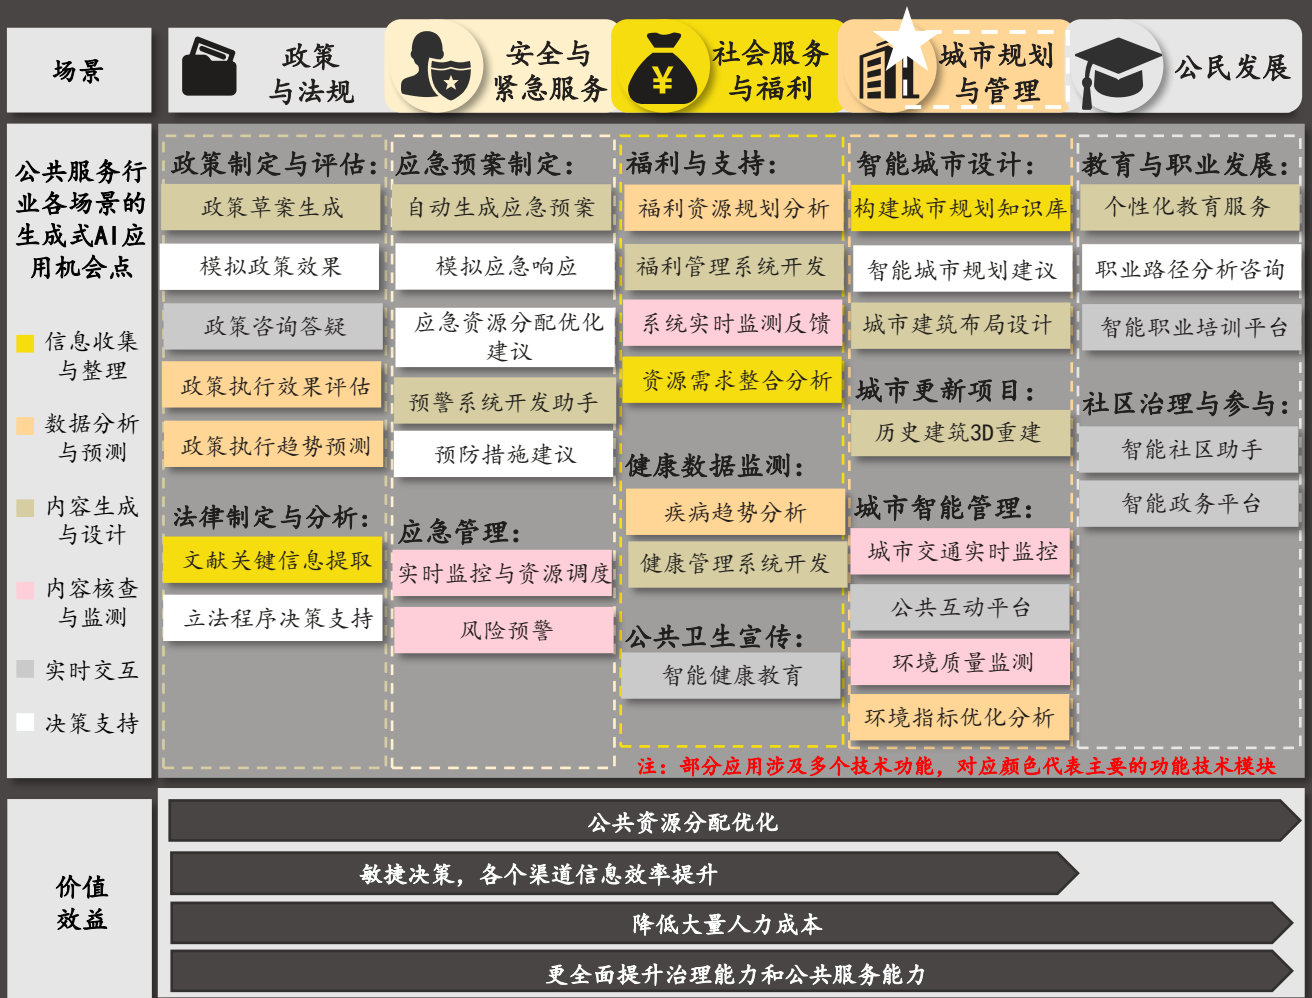 场景
政策
与法规
安全与
紧急服务
¥
社会服务
与福利
城市规划
与管理
公民发展
公共服务行
业各场景的
生成式AI应
用机会点
信息收集
与整理
数据分析
与预测
内容生成
与设计
内容核查
与监测
实时交互
决策支持
政策制定与评估：
政策草案生成
模拟政策效果
政策咨询答疑
政策执行效果评估
政策执行趋势预测
法律制定与分析：
文献关键信息提取
立法程序决策支持
应急预案制定：
自动生成应急预案
模拟应急响应
应急资源分配优化
建议
预警系统开发助手
预防措施建议
应急管理：
实时监控与资源调度
风险预警
福利与支持：
福利资源规划分析
福利管理系统开发
系统实时监测反馈
资源需求整合分析
健康数据监测：
疾病趋势分析
健康管理系统开发
公共卫生宣传：
智能健康教育
智能城市设计：
构建城市规划知识库
智能城市规划建议
城市建筑布局设计
城市更新项目：
历史建筑3D重建
城市智能管理：
城市交通实时监控
公共互动平台
环境质量监测
环境指标优化分析
教育与职业发展：
个性化教育服务
职业路径分析咨询
智能职业培训平台
社区治理与参与：
智能社区助手
智能政务平台
注：部分应用涉及多个技术功能，对应颜色代表主要的功能技术模块
价值
效益
公共资源分配优化
敏捷决策，各个渠道信息效率提升
降低大量人力成本
更全面提升治理能力和公共服务能力